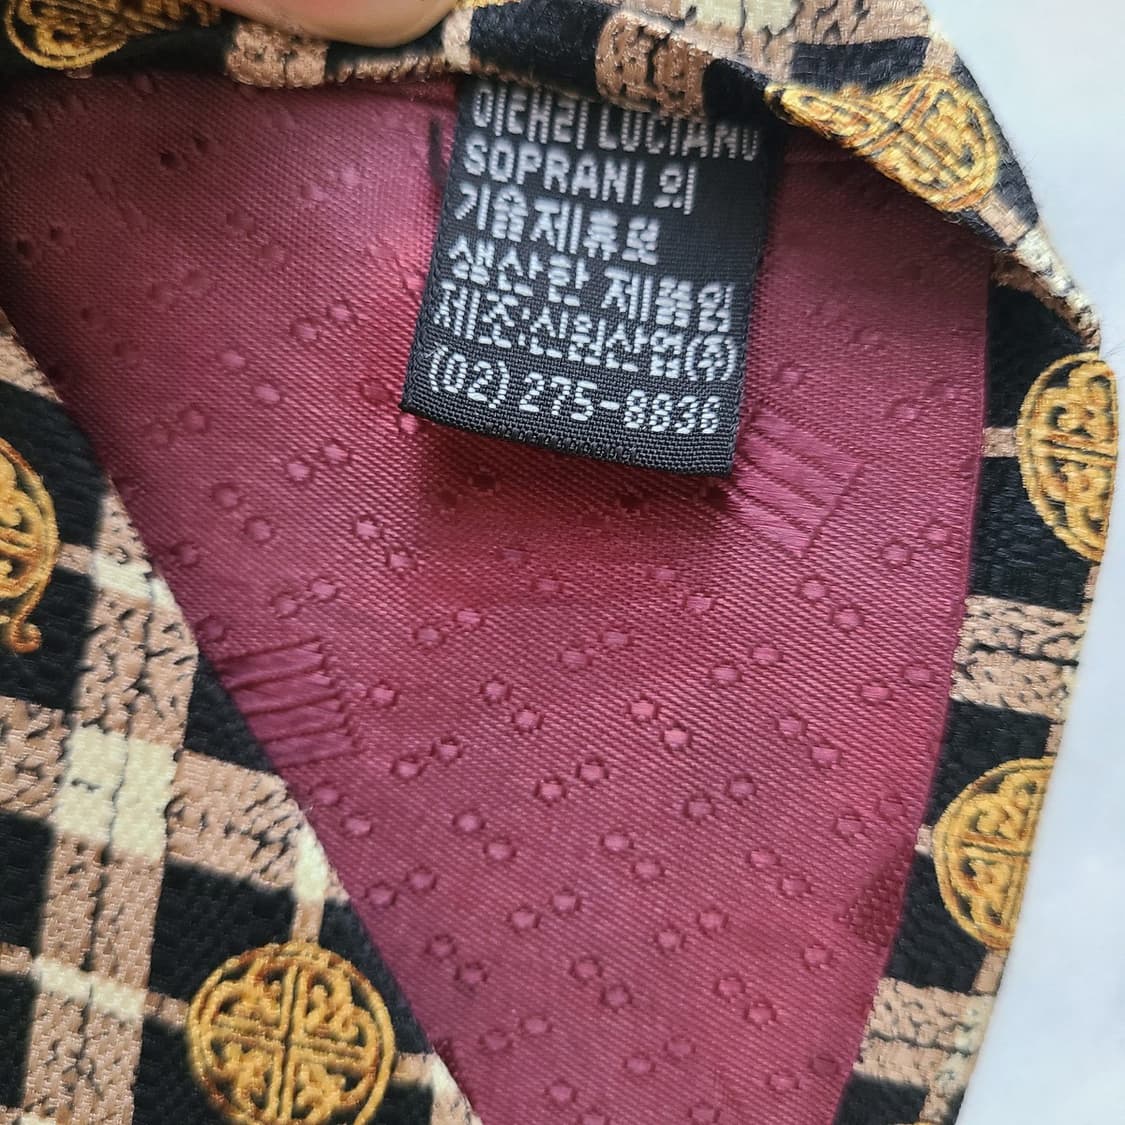 이태리 LUCIANO
SOPRANI 의
기술제휴로
생산한 제품임
제조:신원산업(주)
(02) 275-8836